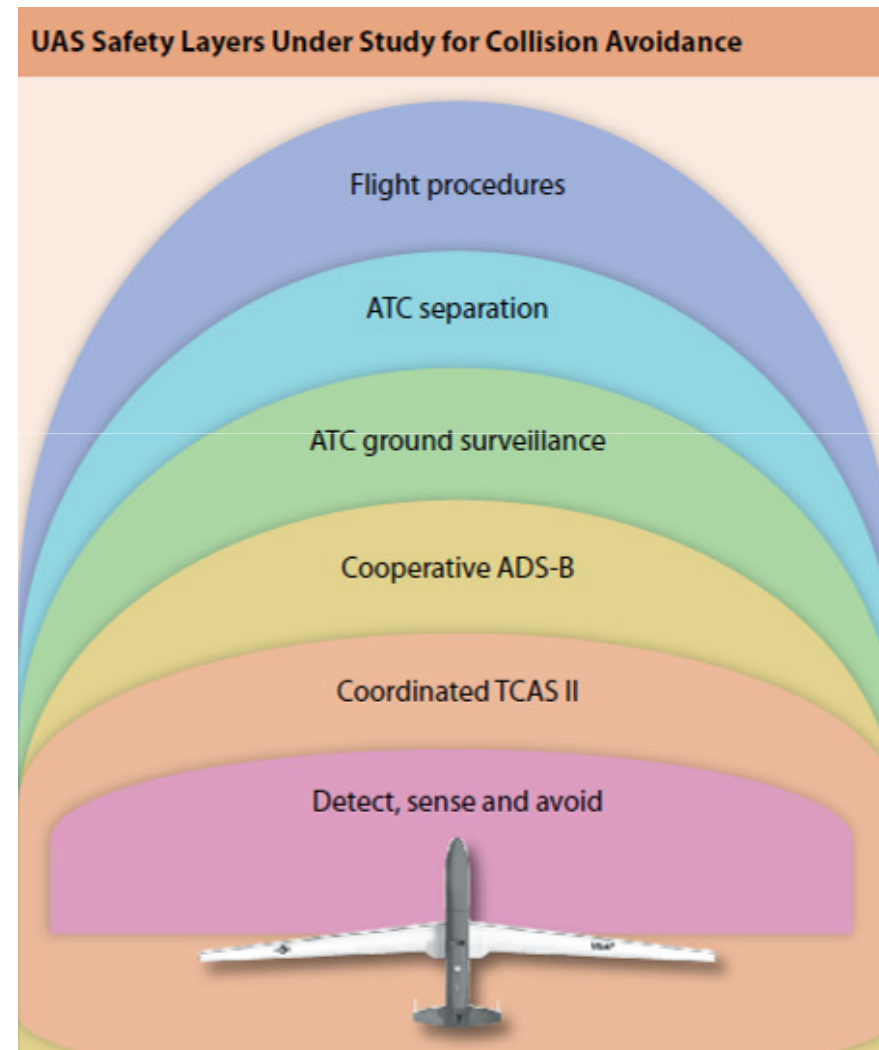 UAS Safety Layers Under Study for Collision Avoidance
Flight procedures
ATC separation
ATC ground surveillance
Cooperative ADS-B
Coordinated TCAS II
Detect, sense and avoid
USAF